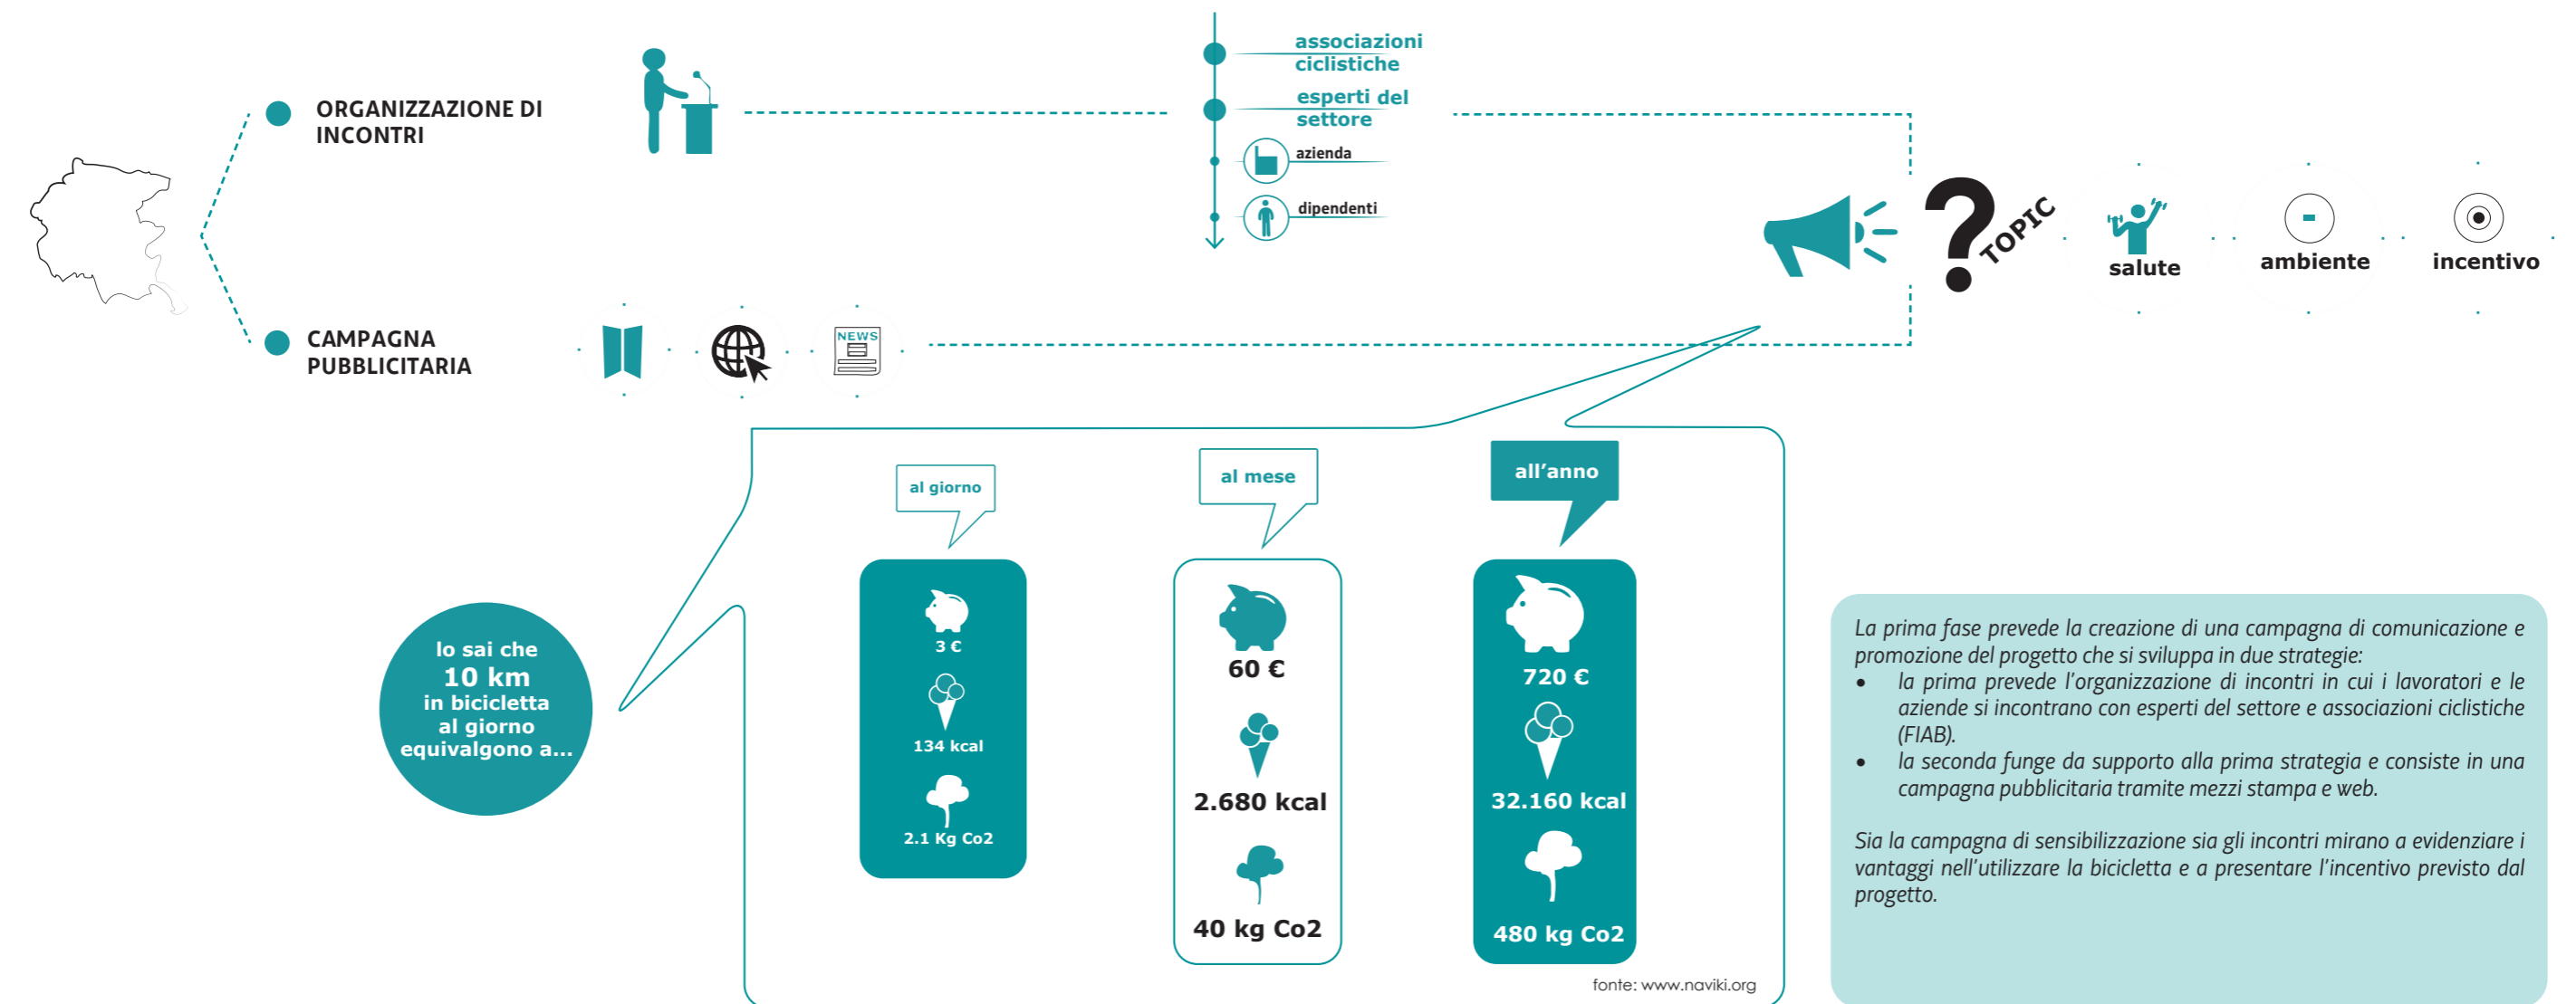 ORGANIZZAZIONE DI
INCONTRI
associazioni
ciclistiche
esperti del
settore
azienda
dipendenti
?
TOPIC
salute
ambiente
incentivo
CAMPAGNA
PUBBLICITARIA
NEWS
lo sai che
10 km
in bicicletta
al giorno
equivalgono a...
al giorno
3 €
134 kcal
2.1 Kg Co2
al mese
60 €
2.680 kcal
40 kg Co2
all'anno
720 €
32.160 kcal
480 kg Co2
fonte: www.naviki.org
La prima fase prevede la creazione di una campagna di comunicazione e
promozione del progetto che si sviluppa in due strategie:
• la prima prevede l'organizzazione di incontri in cui i lavoratori e le
aziende si incontrano con esperti del settore e associazioni ciclistiche
(FIAB).
• la seconda funge da supporto alla prima strategia e consiste in una
campagna pubblicitaria tramite mezzi stampa e web.
Sia la campagna di sensibilizzazione sia gli incontri mirano a evidenziare i
vantaggi nell'utilizzare la bicicletta e a presentare l'incentivo previsto dal
progetto.